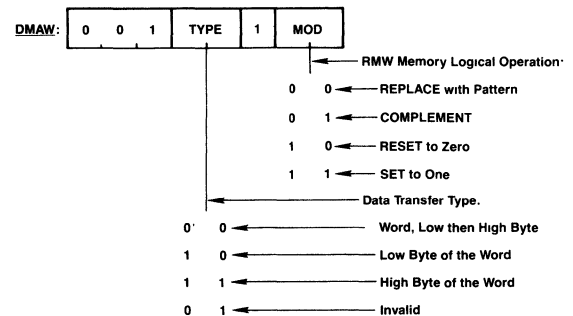 DMAW: 0 0 1 TYPE 1 MOD
RMW Memory Logical Operation
0 0 REPLACE with Pattern
0 1 COMPLEMENT
1 0 RESET to Zero
1 1 SET to One
Data Transfer Type.
0 0 Word, Low then High Byte
1 0 Low Byte of the Word
1 1 High Byte of the Word
0 1 Invalid